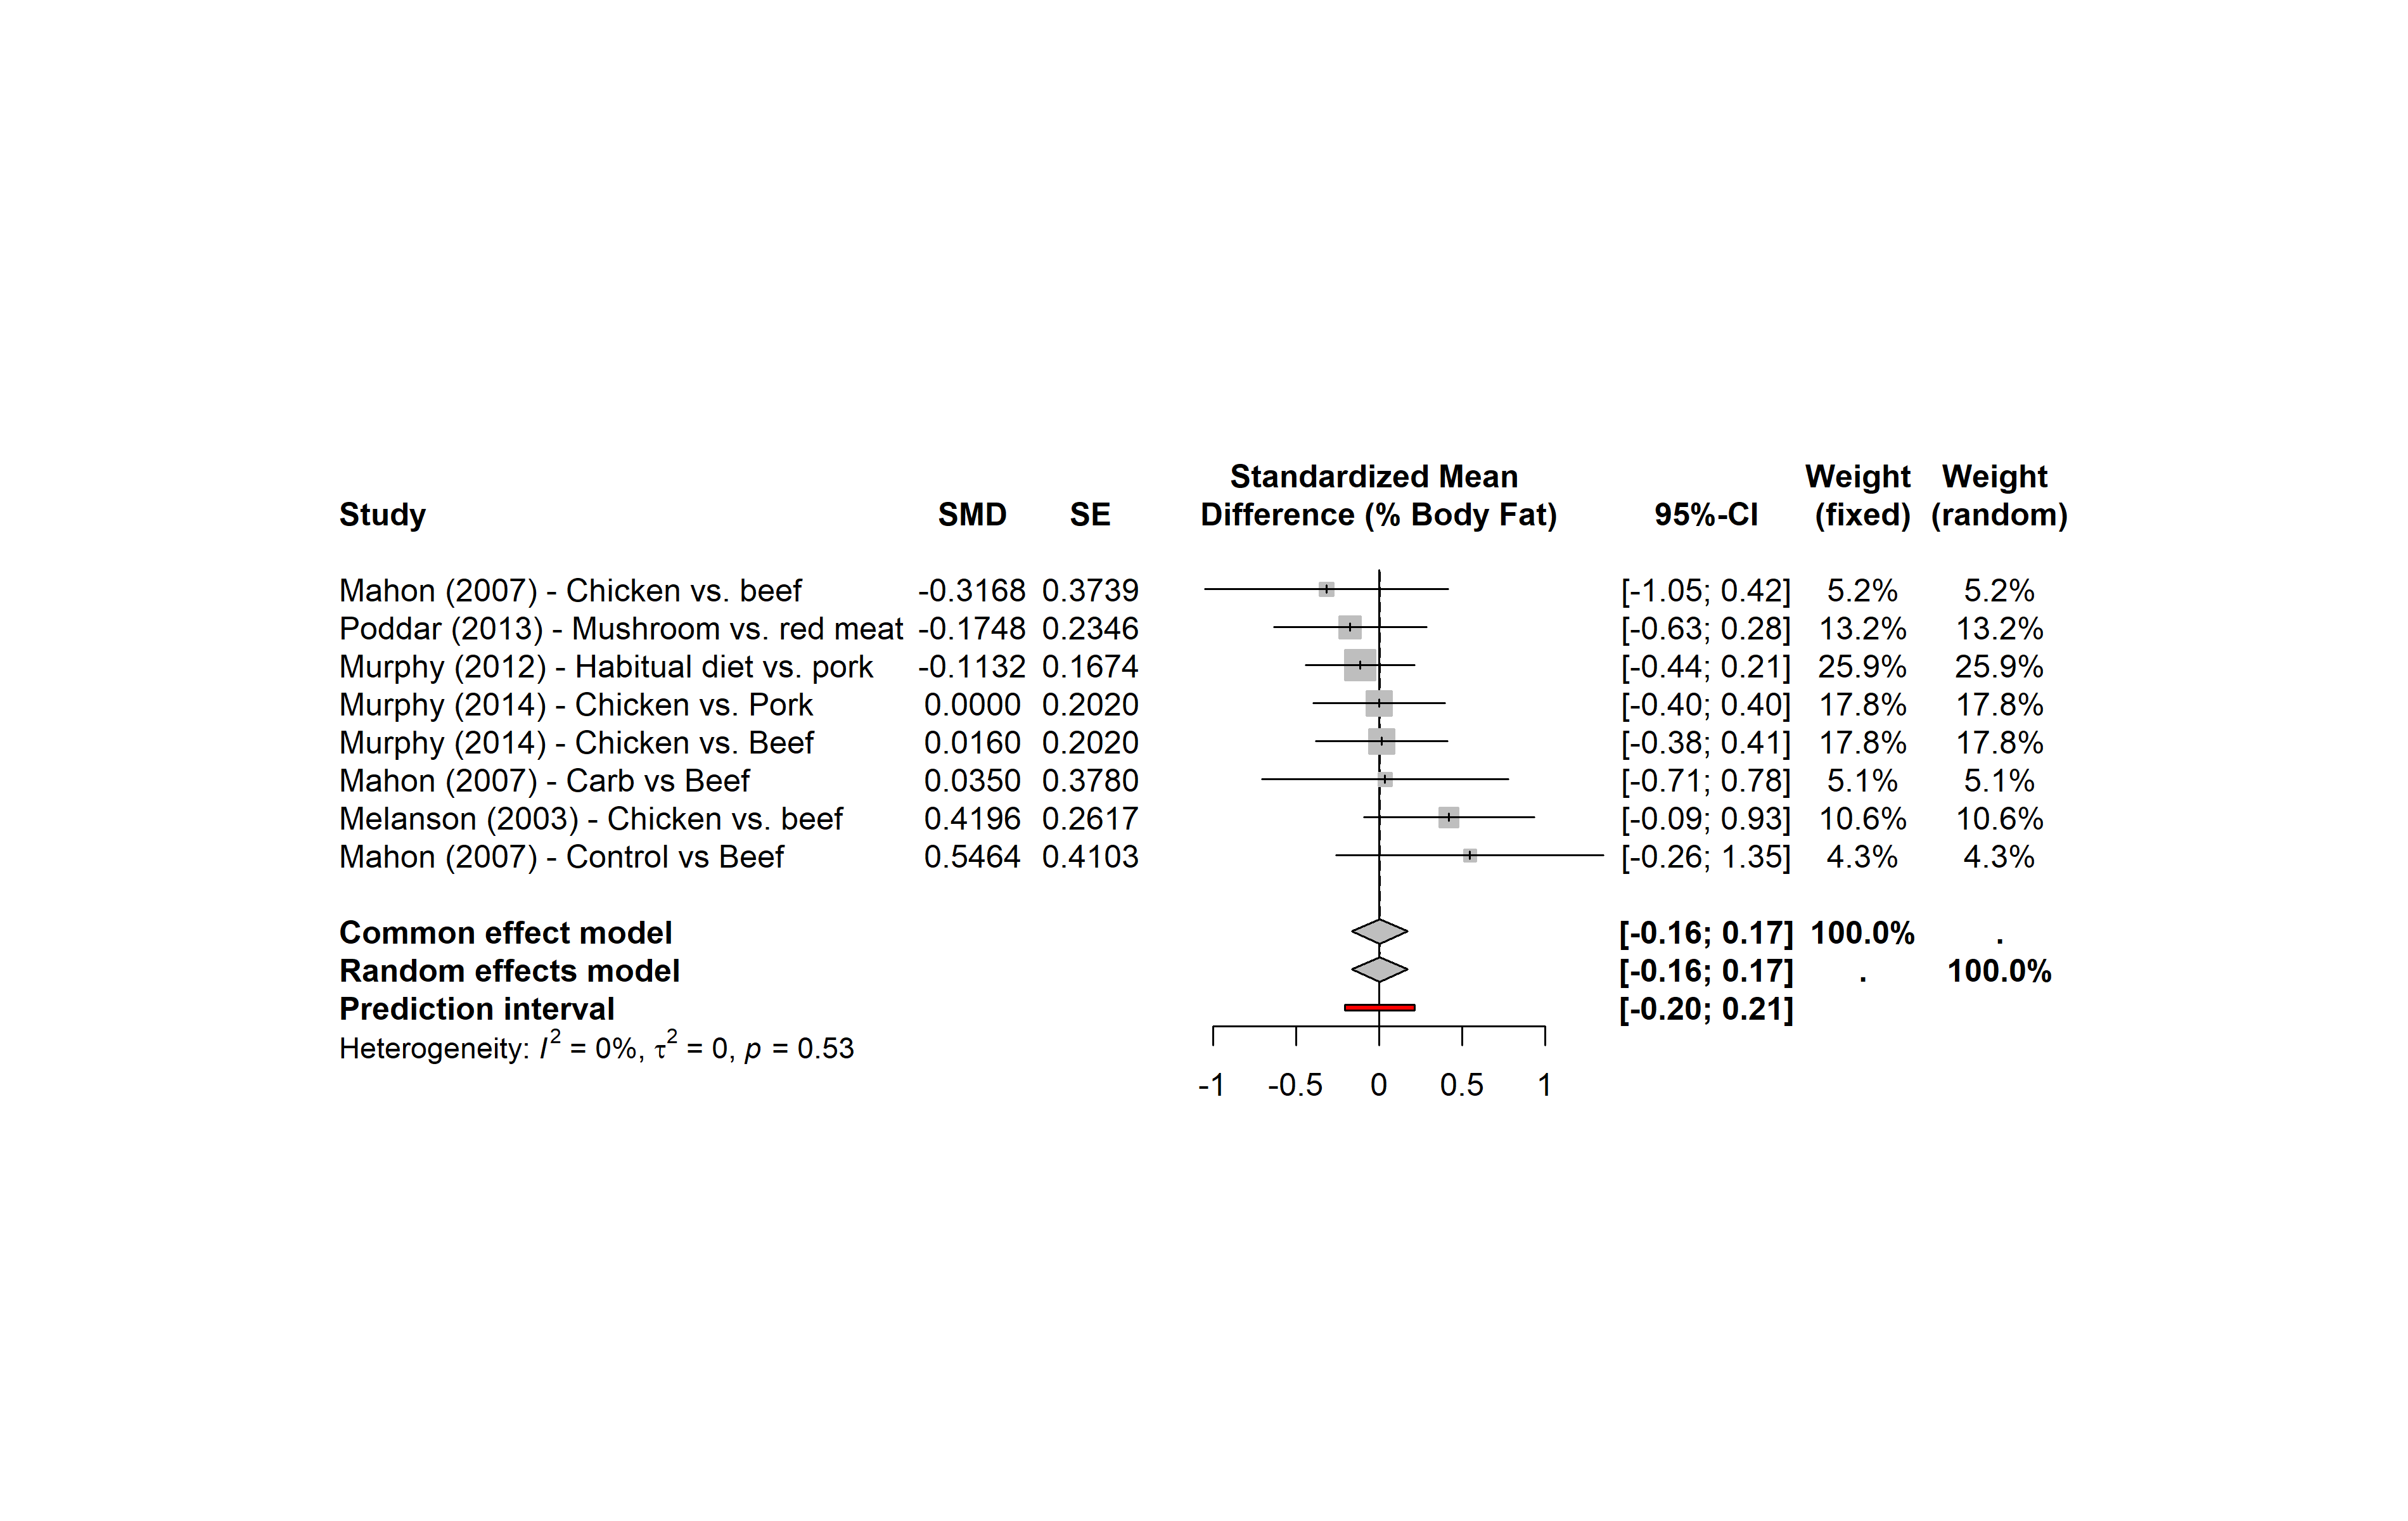 Standardized Mean Weight Weight
Study SMD SE Difference (% Body Fat) 95%-CI (fixed) (random)
Mahon (2007) - Chicken vs. beef -0.3168 0.3739 [-1.05; 0.42] 5.2% 5.2%
Poddar (2013) - Mushroom vs. red meat -0.1748 0.2346 [-0.63; 0.28] 13.2% 13.2%
Murphy (2012) - Habitual diet vs. pork -0.1132 0.1674 [-0.44; 0.21] 25.9% 25.9%
Murphy (2014) - Chicken vs. Pork 0.0000 0.2020 [-0.40; 0.40] 17.8% 17.8%
Murphy (2014) - Chicken vs. Beef 0.0160 0.2020 [-0.38; 0.41] 17.8% 17.8%
Mahon (2007) - Carb vs Beef 0.0350 0.3780 [-0.71; 0.78] 5.1% 5.1%
Melanson (2003) - Chicken vs. beef 0.4196 0.2617 [-0.09; 0.93] 10.6% 10.6%
Mahon (2007) - Control vs Beef 0.5464 0.4103 [-0.26; 1.35] 4.3% 4.3%
Common effect model [-0.16; 0.17] 100.0% .
Random effects model [-0.16; 0.17] . 100.0%
Prediction interval [-0.20; 0.21]
Heterogeneity: I² = 0%, τ² = 0, p = 0.53
-1 -0.5 0 0.5 1